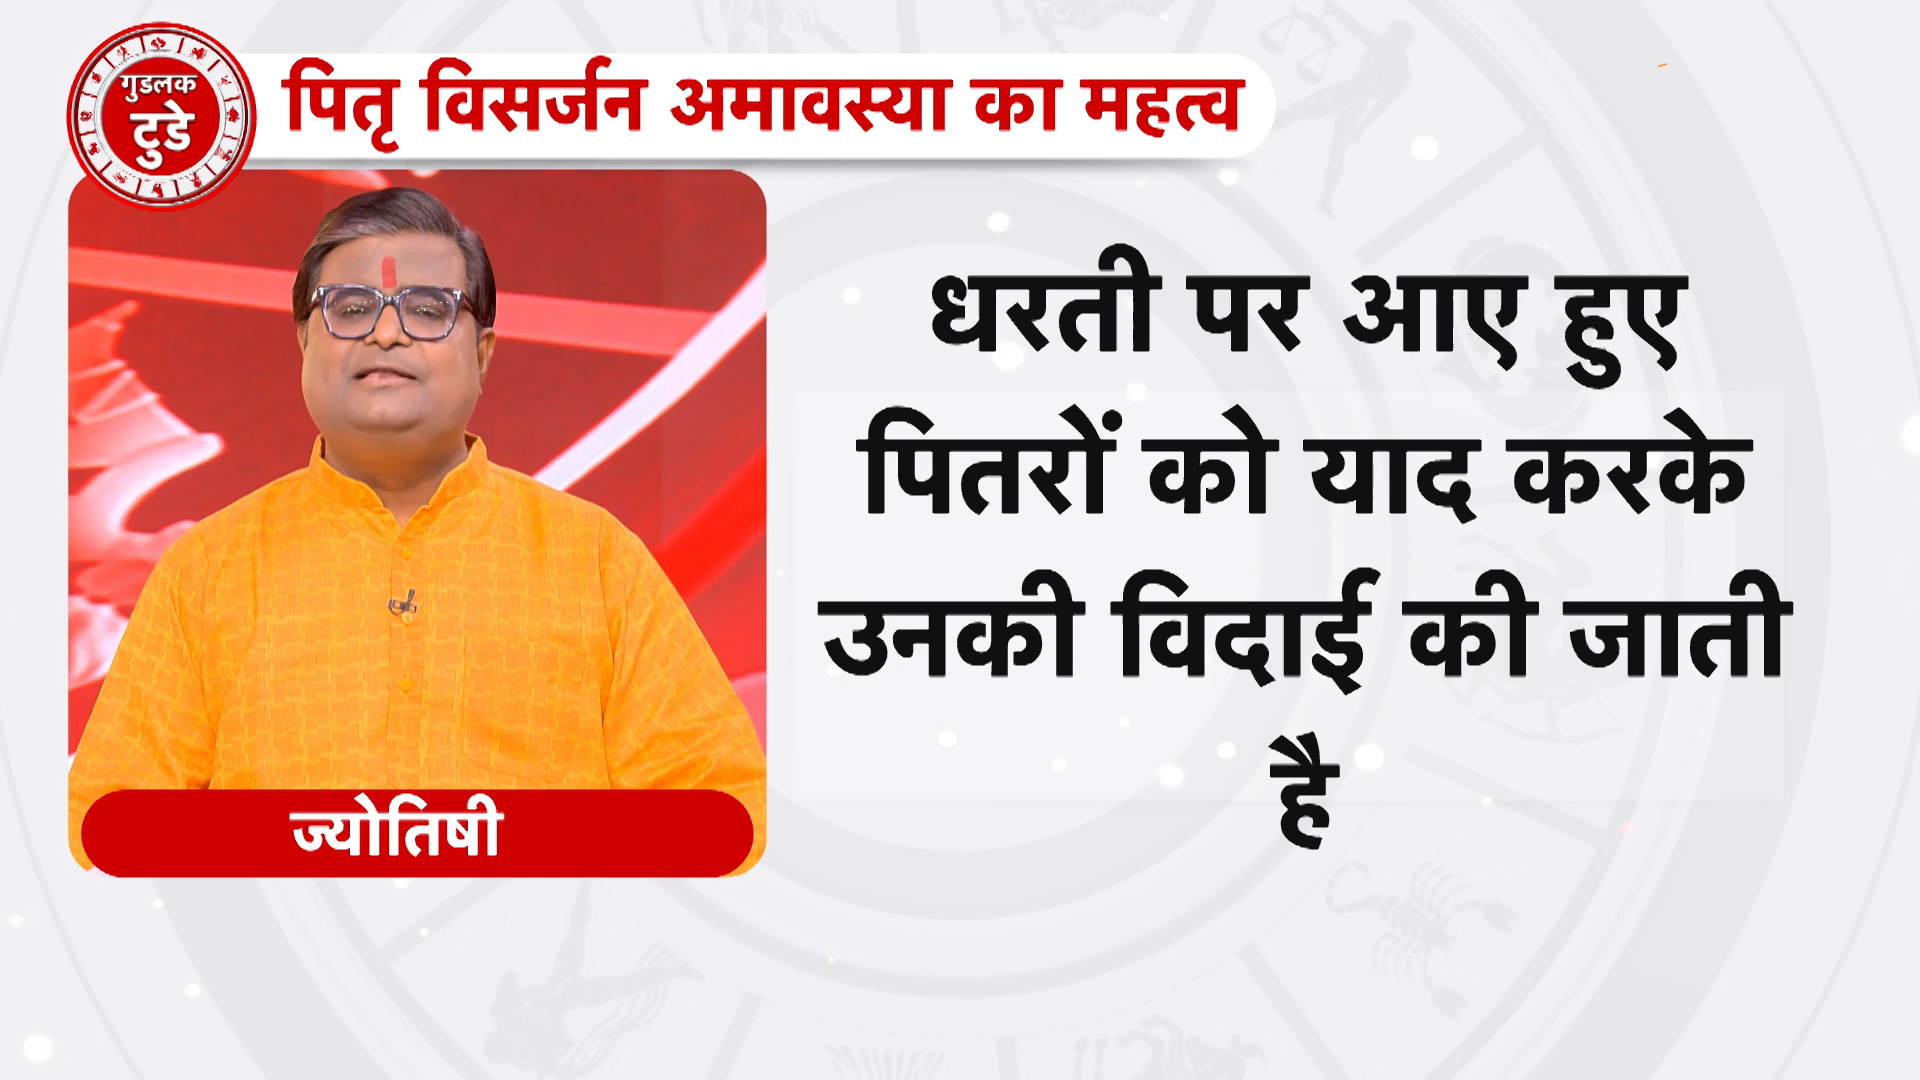 गुडलक
टुडे
पितृ विसर्जन अमावस्या का महत्व
धरती पर आए हुए
पितरों को याद करके
उनकी विदाई की जाती
है
ज्योतिषी